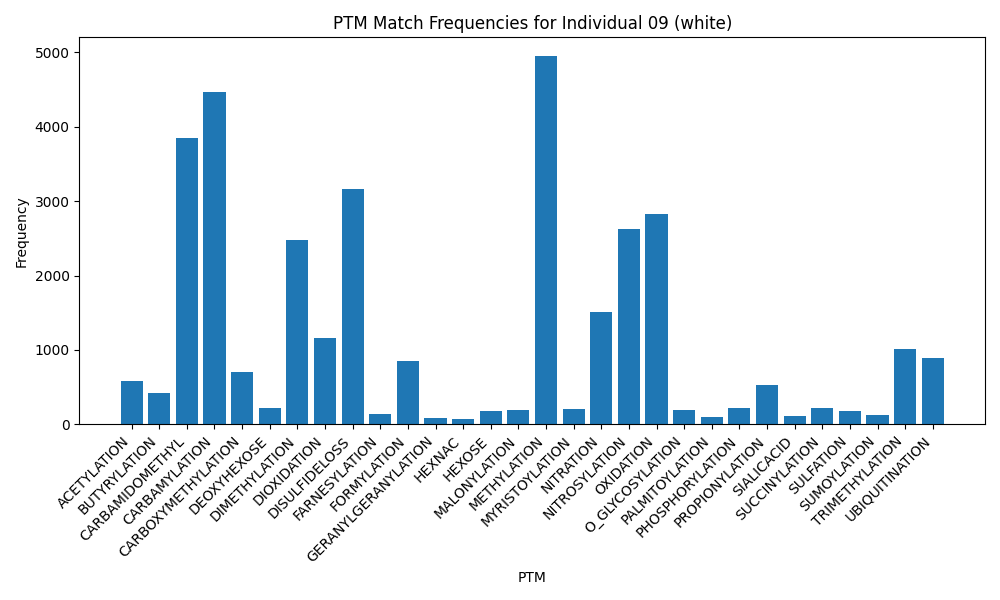 PTM Match Frequencies for Individual 09 (white)
Frequency
5000
4000
3000
2000
1000
0
ACETYLATION
BUTYRYLATION
CARBAMIDOMETHYL
CARBAMYLATION
CARBOXYMETHYLATION
DEOXYHEXOSE
DIMETHYLATION
DIOXIDATION
DISULFIDELOSS
FARNESYLATION
FORMYLATION
GERANYLGERANYLATION
HEXNAC
HEXOSE
MALONYLATION
METHYLATION
MYRISTOYLATION
NITRATION
NITROSYLATION
OXIDATION
O_GLYCOSYLATION
PALMITOYLATION
PHOSPHORYLATION
PROPIONYLATION
SIALICACID
SUCCINYLATION
SULFATION
SUMOYLATION
TRIMETHYLATION
UBIQUITINATION
PTM